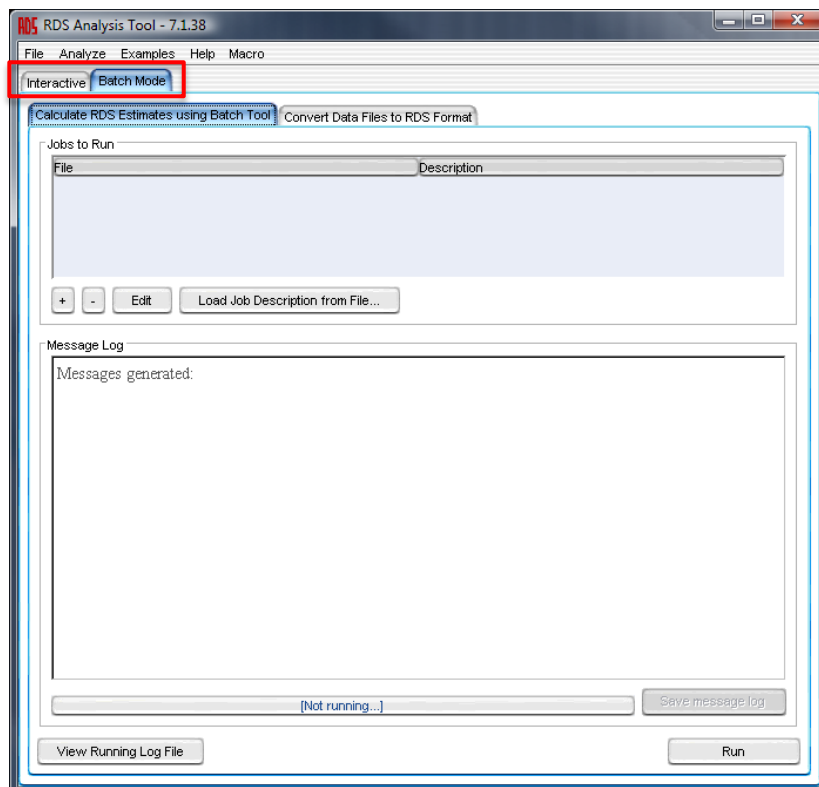 RDS RDS Analysis Tool - 7.1.38
File Analyze Examples Help Macro
Interactive Batch Mode
Calculate RDS Estimates using Batch Tool Convert Data Files to RDS Format
Jobs to Run
File Description
+ - Edit Load Job Description from File...
Message Log
Messages generated:
[Not running...] Save message log
View Running Log File Run